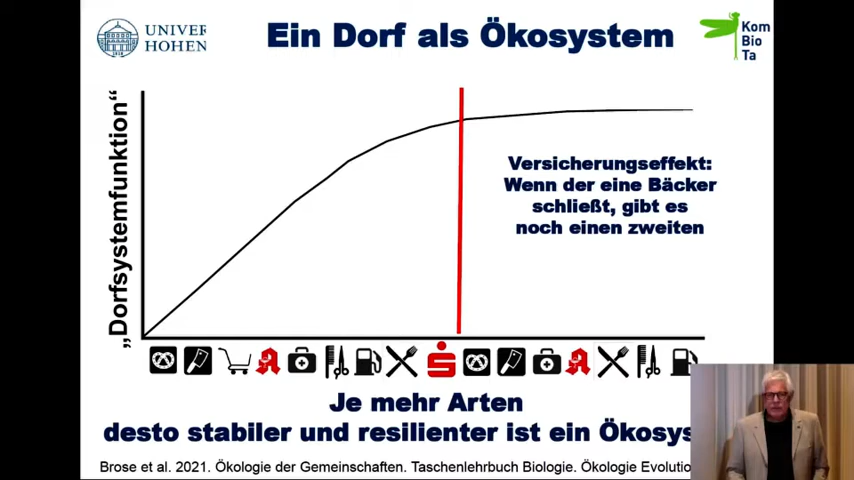 UNIVER
HOHEN
Ein Dorf als Ökosystem
Kom
Bio
Ta
„Dorfsystemfunktion“
Versicherungseffekt:
Wenn der eine Bäcker
schließt, gibt es
noch einen zweiten
Je mehr Arten
desto stabiler und resilienter ist ein Ökosys
Brose et al. 2021. Ökologie der Gemeinschaften. Taschenlehrbuch Biologie. Ökologie Evolutio